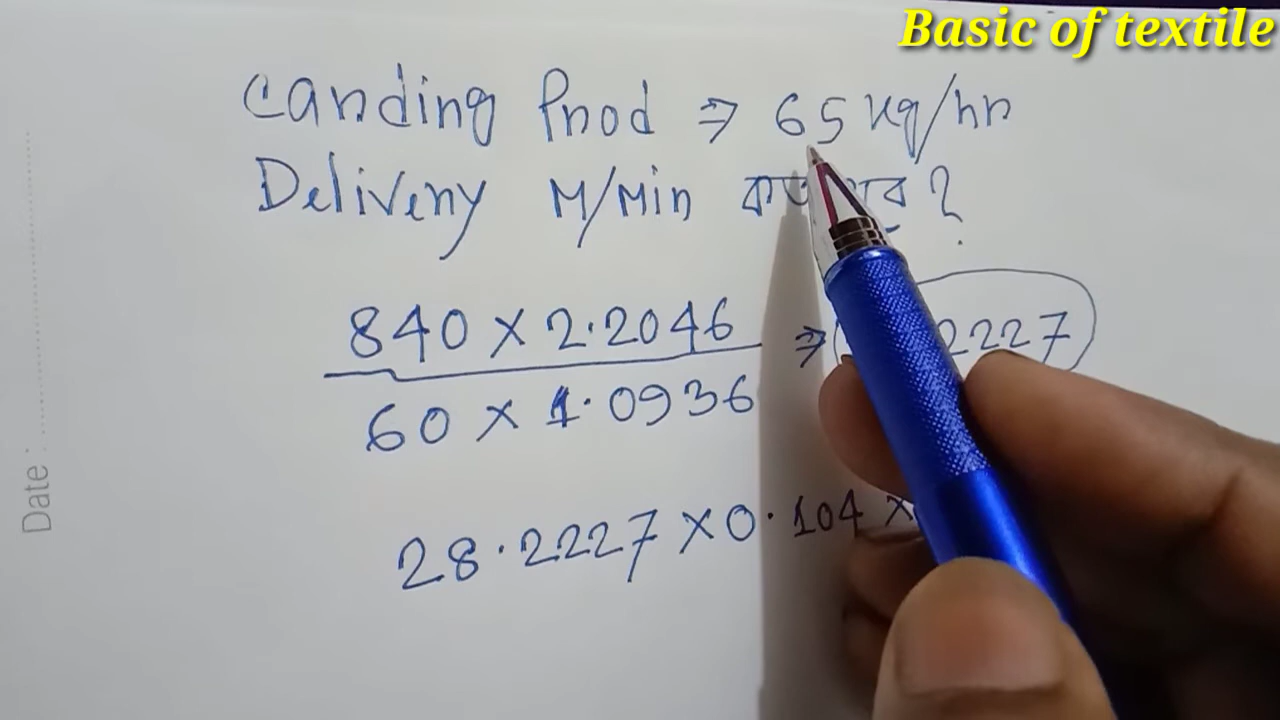 Basic of textile
Carding Prod ⇒ 65 kg/hr
Delivery M/Min ?
840 × 2.2046 ⇒ 2227
60 × 1.0936
28.2227 × 0.104 ×
Date :